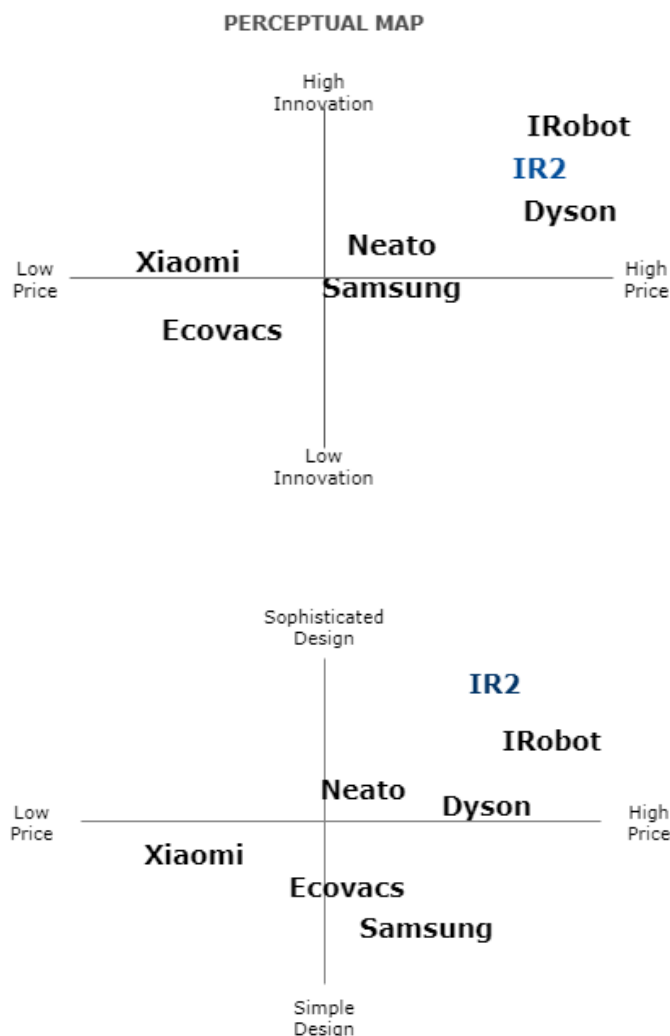 PERCEPTUAL MAP
High
Innovation
IRobot
IR2
Dyson
Neato
Xiaomi
Low
Price
High
Price
Samsung
Ecovacs
Low
Innovation
Sophisticated
Design
IR2
IRobot
Neato
Dyson
Low
Price
High
Price
Xiaomi
Ecovacs
Samsung
Simple
Design